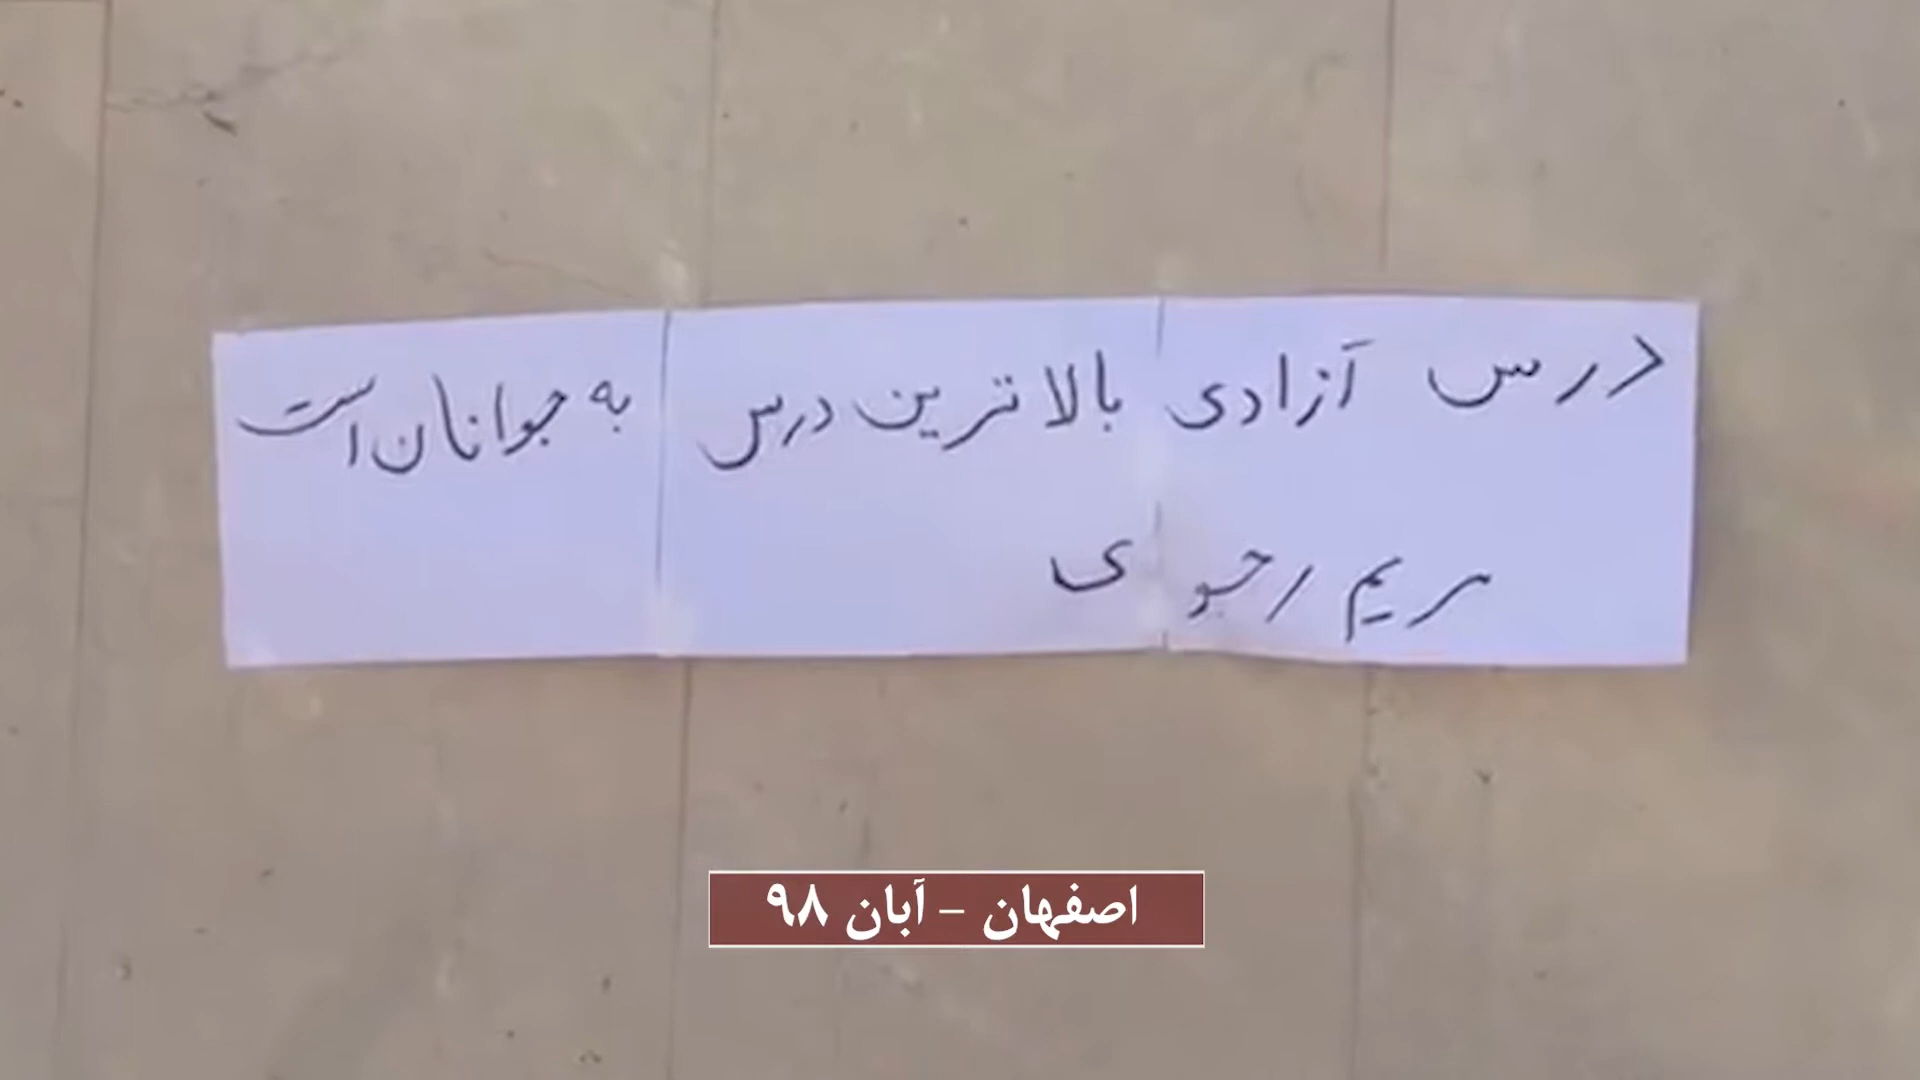 درس آزادی بالاترین درس به جوانان است
مریم رجوی
اصفهان – آبان ۹۸